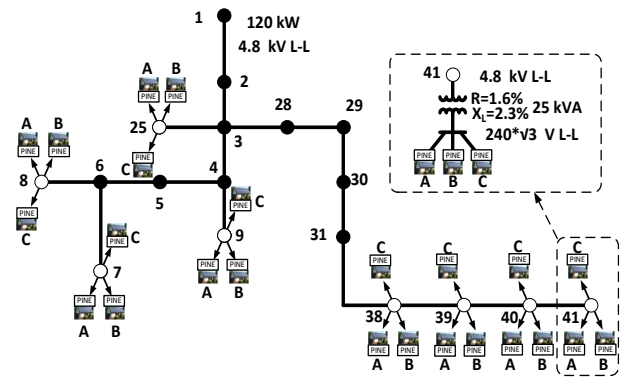 1
120 kW
4.8 kV L-L
2
A
B
25
PINE
PINE
PINE
C
3
28
29
41
4.8 kV L-L
R=1.6%
X_L=2.3%
25 kVA
240*√3 V L-L
PINE
PINE
PINE
A
B
C
A
B
PINE
PINE
8
PINE
C
6
5
4
PINE
C
9
PINE
PINE
A
B
C
PINE
7
PINE
PINE
A
B
30
31
C
PINE
38
PINE
PINE
A
B
C
PINE
39
PINE
PINE
A
B
C
PINE
40
PINE
PINE
A
B
C
PINE
41
PINE
PINE
A
B